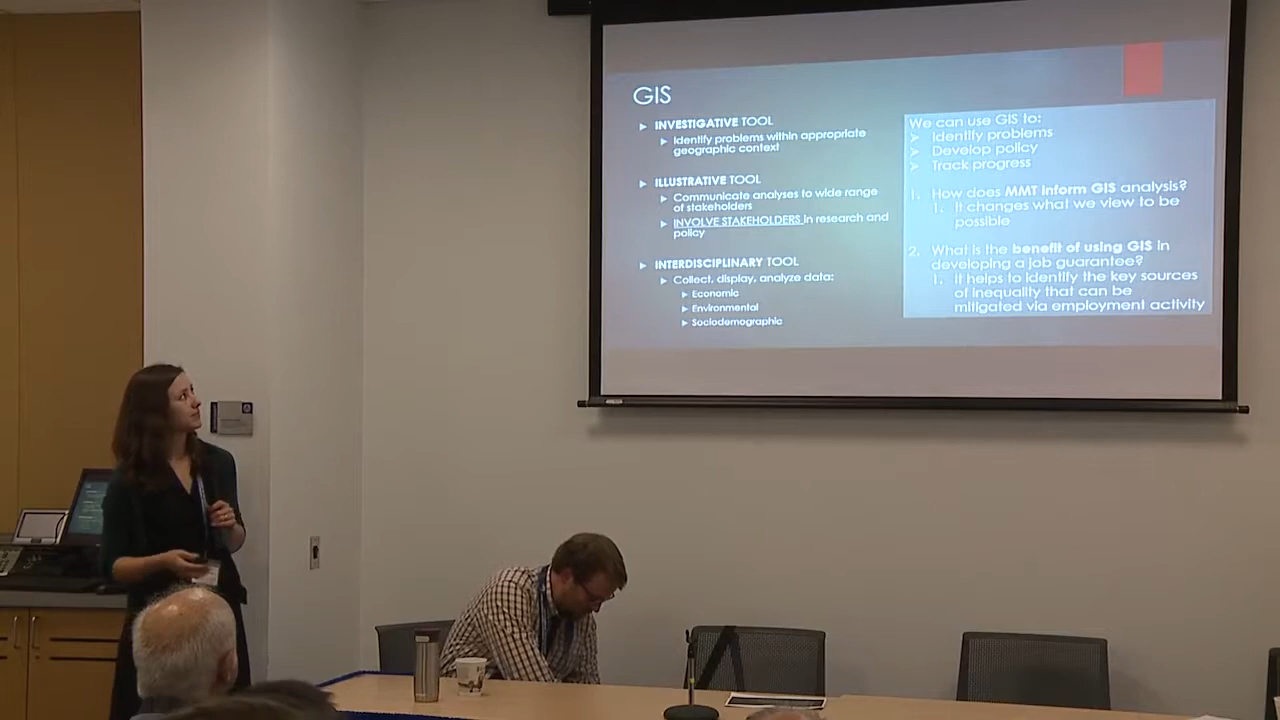 GIS
INVESTIGATIVE TOOL
Identify problems within appropriate
geographic context
ILLUSTRATIVE TOOL
Communicate analyses to wide range
of stakeholders
INVOLVE STAKEHOLDERS in research and
policy
INTERDISCIPLINARY TOOL
Collect, display, analyze data:
Economic
Environmental
Sociodemographic
We can use GIS to:
Identify problems
Develop policy
Track progress
1. How does MMT inform GIS analysis?
1. It changes what we view to be
possible
2. What is the benefit of using GIS in
developing a job guarantee?
1. It helps to identify the key sources
of inequality that can be
mitigated via employment activity